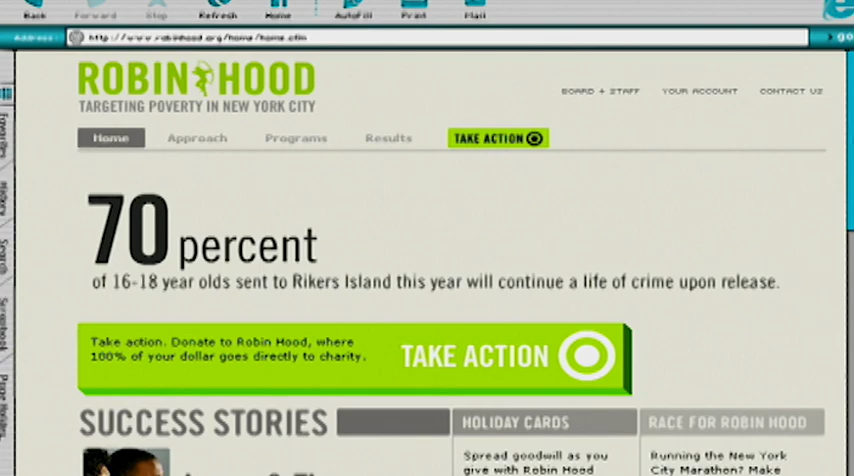 Back Forward Stop Refresh Home AutoFill Print Mail
Address: http://www.robinhood.org/home/home.cfm go
ROBIN HOOD
TARGETING POVERTY IN NEW YORK CITY
BOARD + STAFF YOUR ACCOUNT CONTACT US
Home Approach Programs Results TAKE ACTION
70 percent
of 16-18 year olds sent to Rikers Island this year will continue a life of crime upon release.
Take action. Donate to Robin Hood, where
100% of your dollar goes directly to charity.
TAKE ACTION
SUCCESS STORIES
HOLIDAY CARDS
Spread goodwill as you
give with Robin Hood
RACE FOR ROBIN HOOD
Running the New York
City Marathon? Make
Favorites
History
Search
Scrapbook
Page Holder